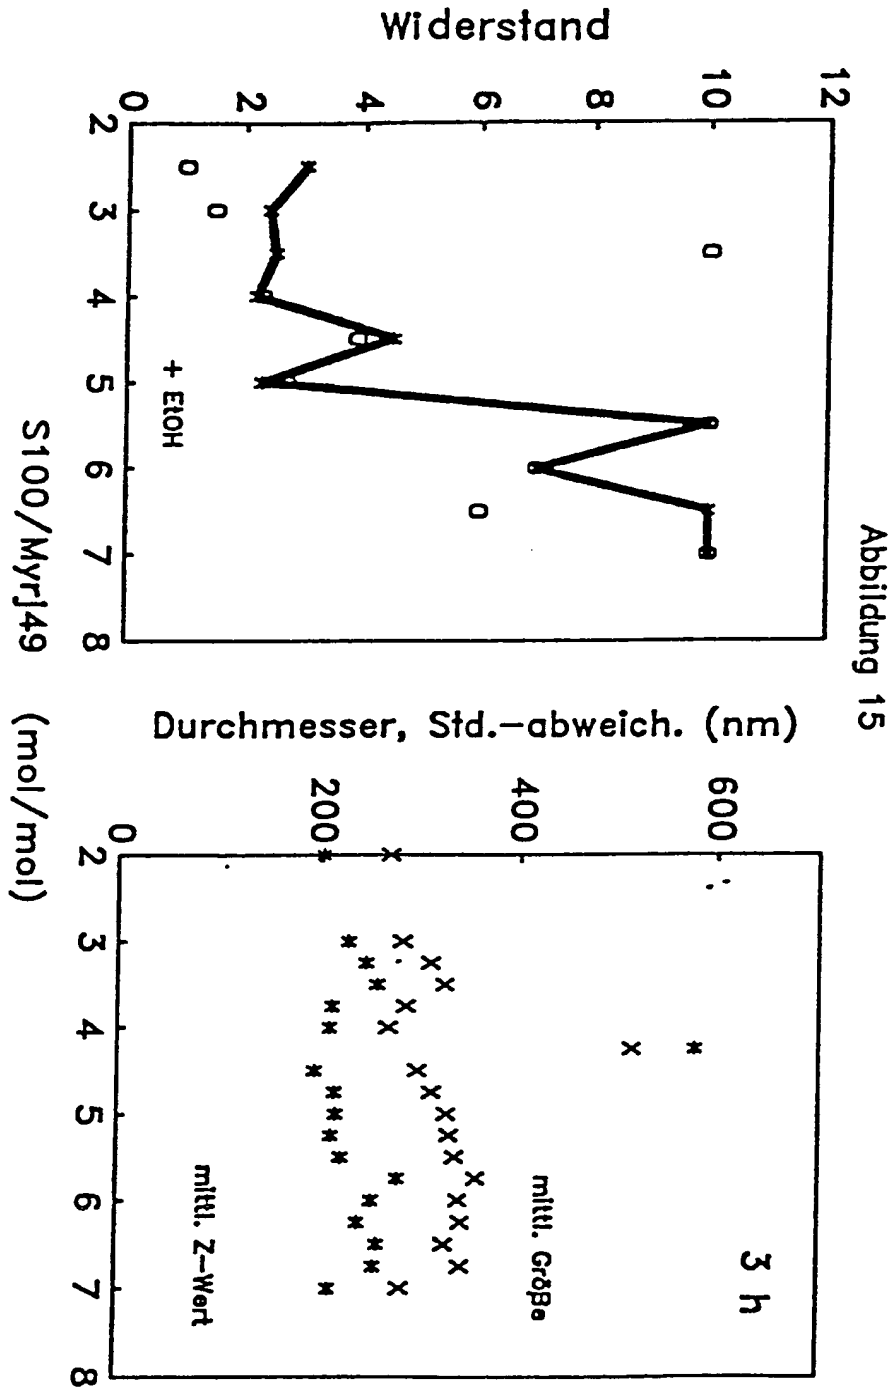 Abbildung 15
Widerstand
12
10
8
6
4
2
0
2 3 4 5 6 7 8
+ EtOH
Durchmesser, Std.-abweich. (nm)
600
400
200
0
2 3 4 5 6 7 8
3 h
mittl. Größe
mittl. Z-Wert
S100/Myrj49 (mol/mol)